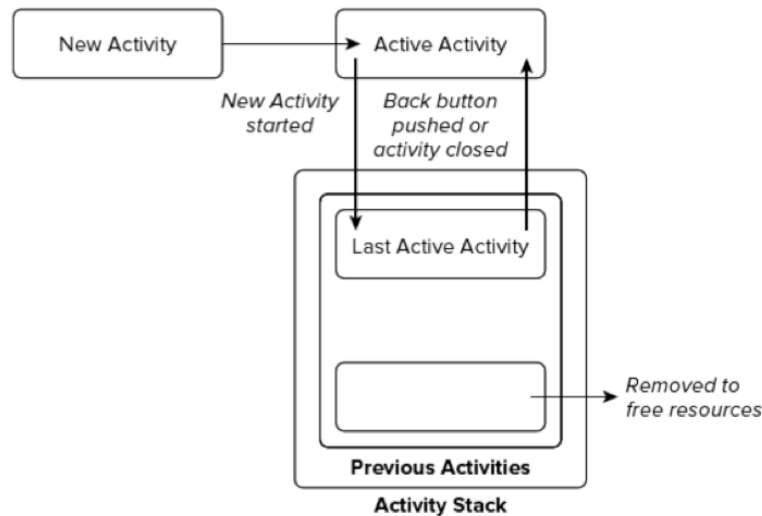 New Activity
Active Activity
New Activity
started
Back button
pushed or
activity closed
Last Active Activity
Removed to
free resources
Previous Activities
Activity Stack